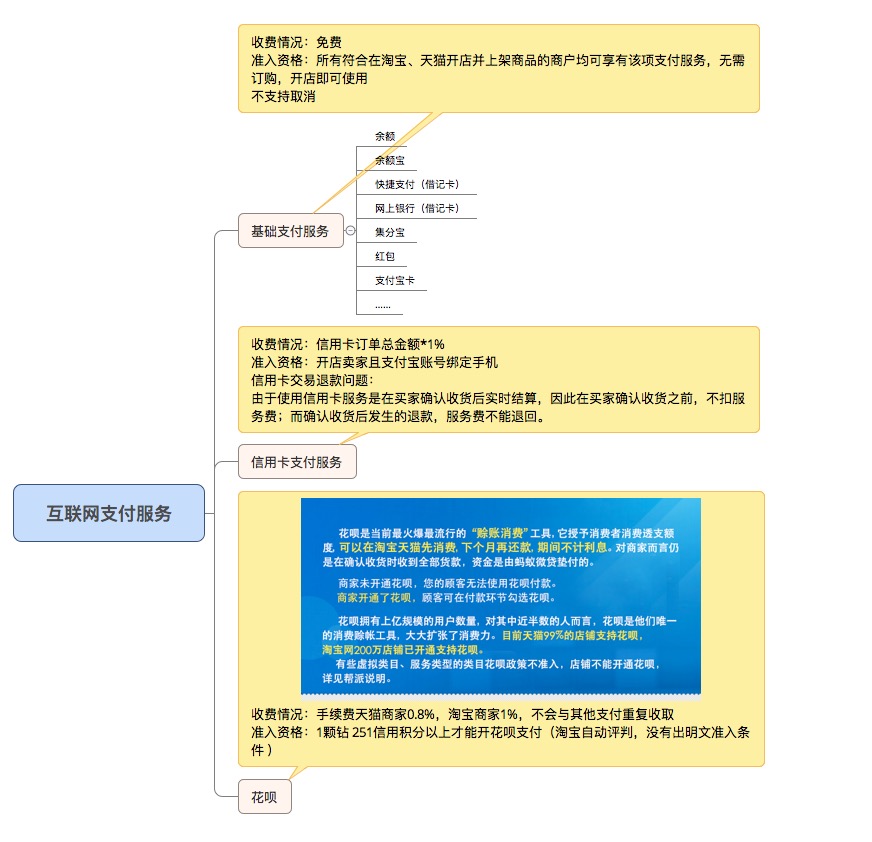 收费情况：免费
准入资格：所有符合在淘宝、天猫开店并上架商品的商户均可享有该项支付服务，无需
订购，开店即可使用
不支持取消
余额
余额宝
快捷支付（借记卡）
网上银行（借记卡）
基础支付服务
集分宝
红包
支付宝卡
......
收费情况：信用卡订单总金额*1%
准入资格：开店卖家且支付宝账号绑定手机
信用卡交易退款问题：
由于使用信用卡服务是在买家确认收货后实时结算，因此在买家确认收货之前，不扣服
务费；而确认收货后发生的退款，服务费不能退回。
信用卡支付服务
互联网支付服务
花呗是当前最火爆最流行的“赊账消费”工具，它授予消费者消费透支额
度，可以在淘宝天猫先消费，下个月再还款，期间不计利息。对商家而言仍
是在确认收货时收到全部货款，资金是由蚂蚁微贷垫付的。
商家未开通花呗，您的顾客无法使用花呗付款。
商家开通了花呗，顾客可在付款环节勾选花呗。
花呗拥有上亿规模的用户数量，对其中近半数的人而言，花呗是他们唯一
的消费赊帐工具，大大扩张了消费力。目前天猫99%的店铺支持花呗，
淘宝网200万店铺已开通支持花呗。
有些虚拟类目、服务类型的类目花呗政策不准入，店铺不能开通花呗，
详见帮派说明。
收费情况：手续费天猫商家0.8%，淘宝商家1%，不会与其他支付重复收取
准入资格：1颗钻 251信用积分以上才能开花呗支付（淘宝自动评判，没有出明文准入条
件 ）
花呗